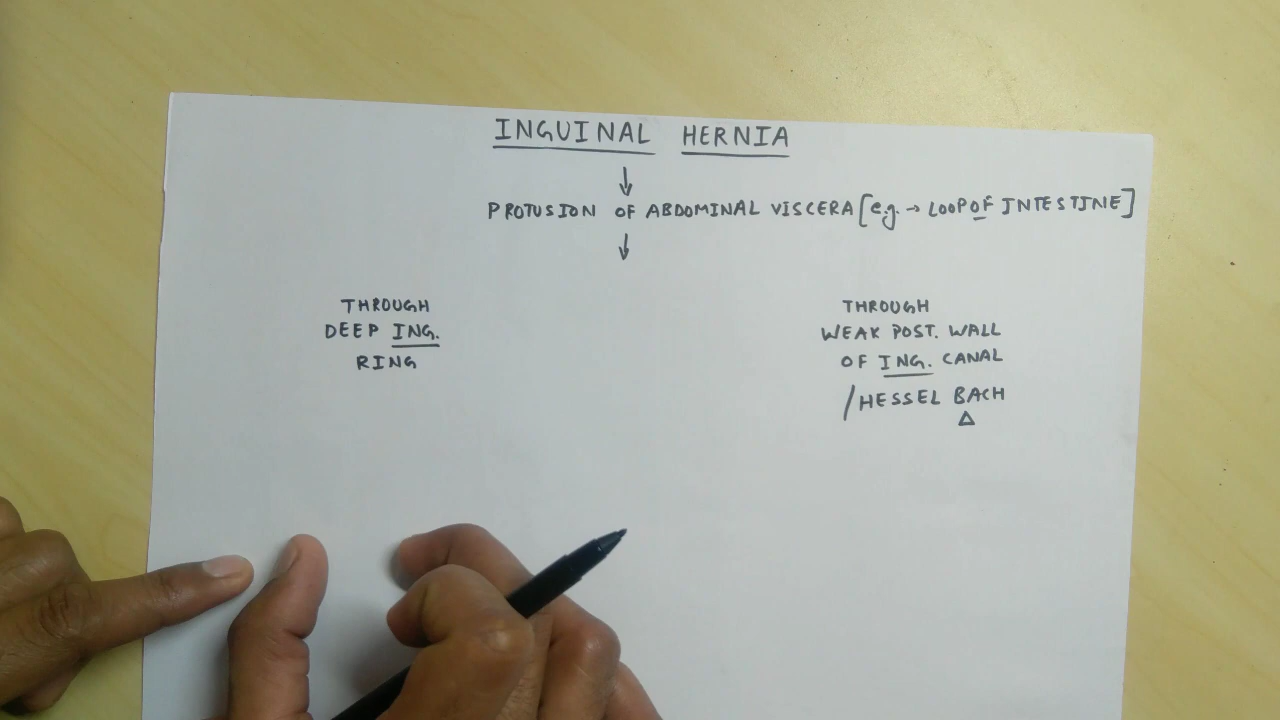 INGUINAL HERNIA
↓
PROTUSION OF ABDOMINAL VISCERA [e.g. → LOOP OF INTESTINE]
↓
THROUGH
DEEP ING.
RING
THROUGH
WEAK POST. WALL
OF ING. CANAL
/HESSEL BACH
Δ